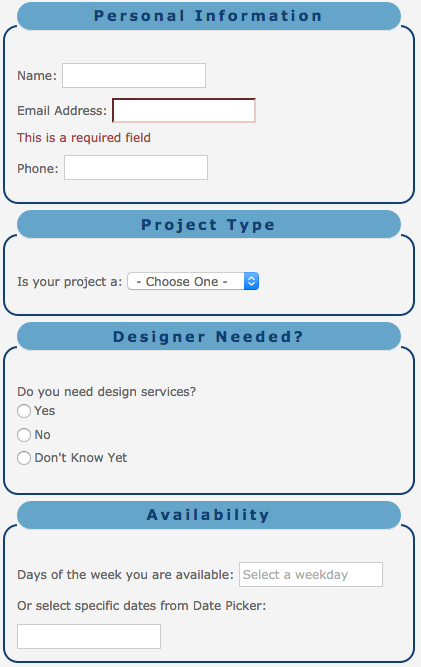 Personal Information
Name:
Email Address:
This is a required field
Phone:
Project Type
Is your project a: - Choose One -
Designer Needed?
Do you need design services?
Yes
No
Don't Know Yet
Availability
Days of the week you are available: Select a weekday
Or select specific dates from Date Picker: